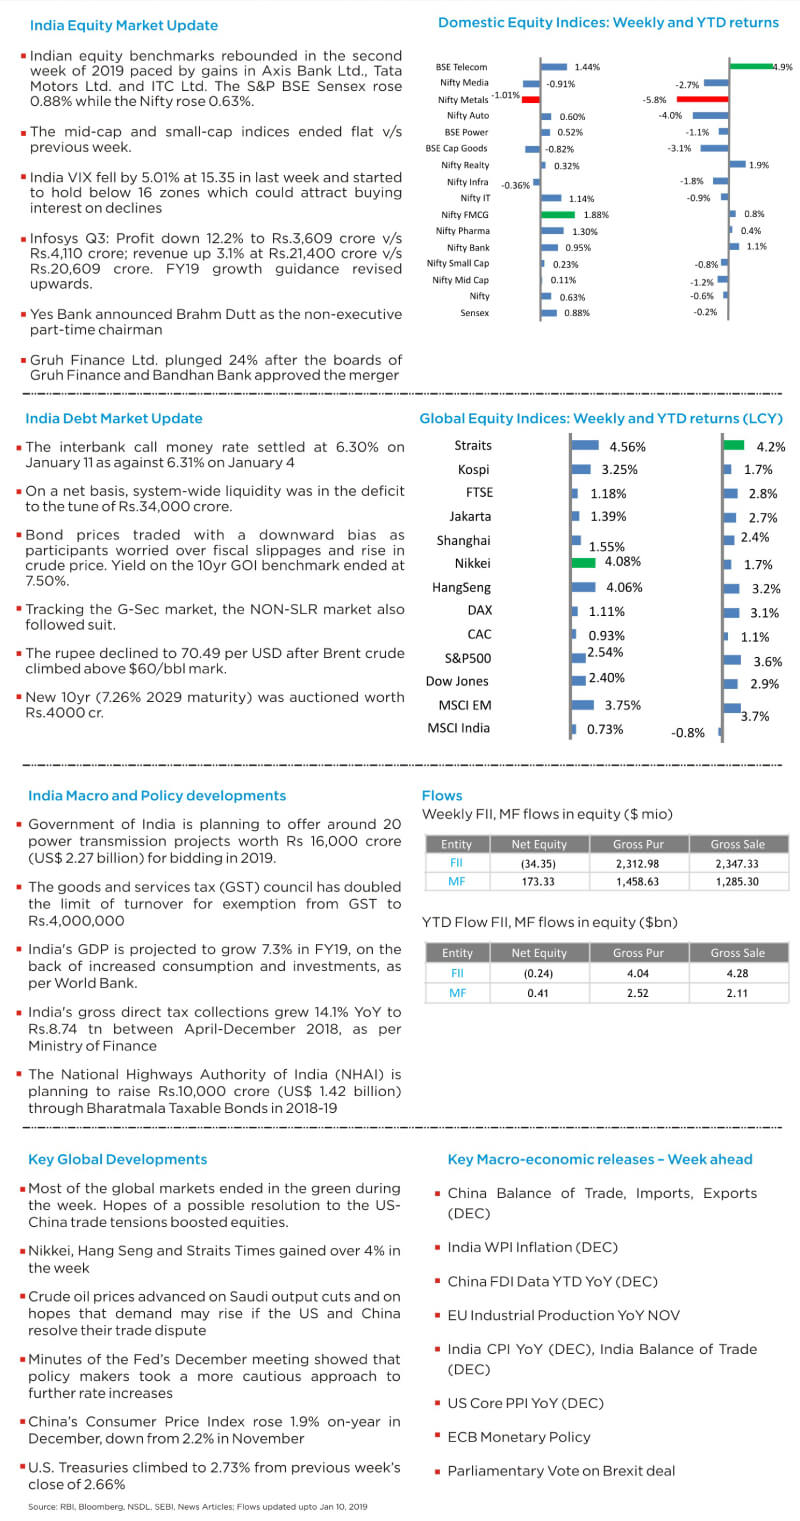 India Equity Market Update
Indian equity benchmarks rebounded in the second
week of 2019 paced by gains in Axis Bank Ltd., Tata
Motors Ltd. and ITC Ltd. The S&P BSE Sensex rose
0.88% while the Nifty rose 0.63%.
The mid-cap and small-cap indices ended flat v/s
previous week.
India VIX fell by 5.01% at 15.35 in last week and started
to hold below 16 zones which could attract buying
interest on declines
Infosys Q3: Profit down 12.2% to Rs.3,609 crore v/s
Rs.4,110 crore; revenue up 3.1% at Rs.21,400 crore v/s
Rs.20,609 crore. FY19 growth guidance revised
upwards.
Yes Bank announced Brahm Dutt as the non-executive
part-time chairman
Gruh Finance Ltd. plunged 24% after the boards of
Gruh Finance and Bandhan Bank approved the merger
Domestic Equity Indices: Weekly and YTD returns
BSE Telecom 1.44% 4.9%
Nifty Media -0.91% -2.7%
Nifty Metals -1.01% -5.8%
Nifty Auto 0.60% -4.0%
BSE Power 0.52% -1.1%
BSE Cap Goods -0.82% -3.1%
Nifty Realty 0.32% 1.9%
Nifty Infra -0.36% -1.8%
Nifty IT 1.14% -0.9%
Nifty FMCG 1.88% 0.8%
Nifty Pharma 1.30% 0.4%
Nifty Bank 0.95% 1.1%
Nifty Small Cap 0.23% -0.8%
Nifty Mid Cap 0.11% -1.2%
Nifty 0.63% -0.6%
Sensex 0.88% -0.2%
India Debt Market Update
The interbank call money rate settled at 6.30% on
January 11 as against 6.31% on January 4
On a net basis, system-wide liquidity was in the deficit
to the tune of Rs.34,000 crore.
Bond prices traded with a downward bias as
participants worried over fiscal slippages and rise in
crude price. Yield on the 10yr GOI benchmark ended at
7.50%.
Tracking the G-Sec market, the NON-SLR market also
followed suit.
The rupee declined to 70.49 per USD after Brent crude
climbed above $60/bbl mark.
New 10yr (7.26% 2029 maturity) was auctioned worth
Rs.4000 cr.
Global Equity Indices: Weekly and YTD returns (LCY)
Straits 4.56% 4.2%
Kospi 3.25% 1.7%
FTSE 1.18% 2.8%
Jakarta 1.39% 2.7%
Shanghai 1.55% 2.4%
Nikkei 4.08% 1.7%
HangSeng 4.06% 3.2%
DAX 1.11% 3.1%
CAC 0.93% 1.1%
S&P500 2.54% 3.6%
Dow Jones 2.40% 2.9%
MSCI EM 3.75% 3.7%
MSCI India 0.73% -0.8%
India Macro and Policy developments
Government of India is planning to offer around 20
power transmission projects worth Rs 16,000 crore
(US$ 2.27 billion) for bidding in 2019.
The goods and services tax (GST) council has doubled
the limit of turnover for exemption from GST to
Rs.4,000,000
India's GDP is projected to grow 7.3% in FY19, on the
back of increased consumption and investments, as
per World Bank.
India's gross direct tax collections grew 14.1% YoY to
Rs.8.74 tn between April-December 2018, as per
Ministry of Finance
The National Highways Authority of India (NHAI) is
planning to raise Rs.10,000 crore (US$ 1.42 billion)
through Bharatmala Taxable Bonds in 2018-19
Flows
Weekly FII, MF flows in equity ($ mio)
Entity Net Equity Gross Pur Gross Sale
FII (34.35) 2,312.98 2,347.33
MF 173.33 1,458.63 1,285.30
YTD Flow FII, MF flows in equity ($bn)
Entity Net Equity Gross Pur Gross Sale
FII (0.24) 4.04 4.28
MF 0.41 2.52 2.11
Key Global Developments
Most of the global markets ended in the green during
the week. Hopes of a possible resolution to the US-
China trade tensions boosted equities.
Nikkei, Hang Seng and Straits Times gained over 4% in
the week
Crude oil prices advanced on Saudi output cuts and on
hopes that demand may rise if the US and China
resolve their trade dispute
Minutes of the Fed's December meeting showed that
policy makers took a more cautious approach to
further rate increases
China's Consumer Price Index rose 1.9% on-year in
December, down from 2.2% in November
U.S. Treasuries climbed to 2.73% from previous week's
close of 2.66%
Source: RBI, Bloomberg, NSDL, SEBI, News Articles; Flows updated upto Jan 10, 2019
Key Macro-economic releases – Week ahead
China Balance of Trade, Imports, Exports
(DEC)
India WPI Inflation (DEC)
China FDI Data YTD YoY (DEC)
EU Industrial Production YoY NOV
India CPI YoY (DEC), India Balance of Trade
(DEC)
US Core PPI YoY (DEC)
ECB Monetary Policy
Parliamentary Vote on Brexit deal